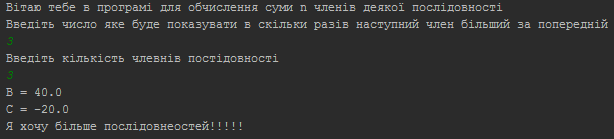 Вітаю тебе в програмі для обчислення суми n членів деякої послідовності
Введіть число яке буде показувати в скільки разів наступний член більший за попередній
3
Введіть кількість члевнів постідовності
3
B = 40.0
C = -20.0
Я хочу більше послідовнеостей!!!!!